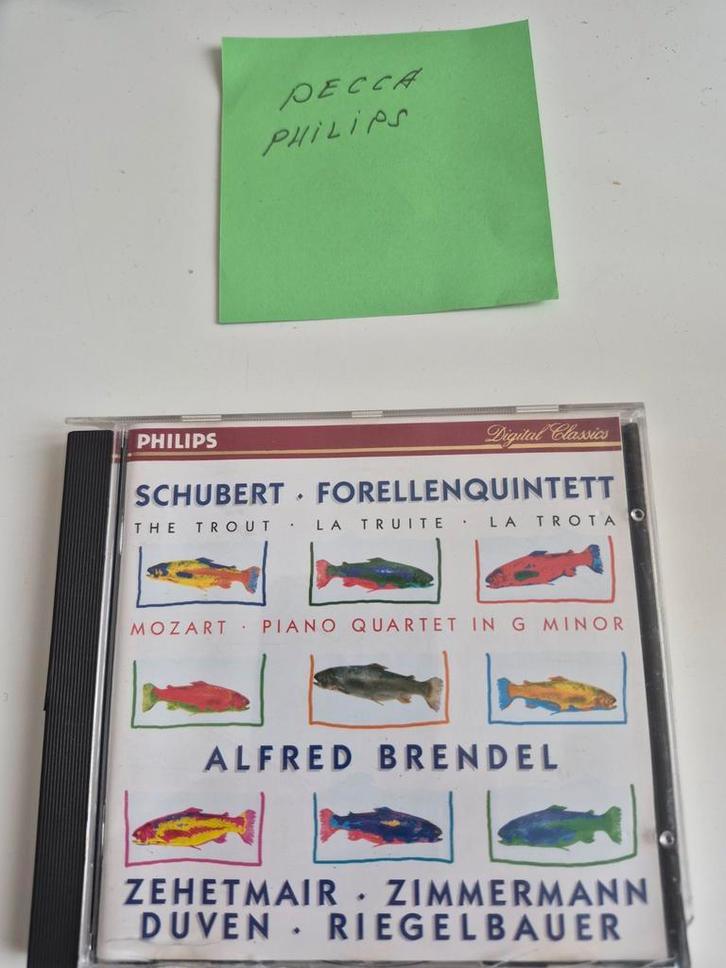 DECCA
PHiLiPS
PHILIPS Digital Classics
SCHUBERT · FORELLENQUINTETT
THE TROUT · LA TRUITE · LA TROTA
MOZART · PIANO QUARTET IN G MINOR
ALFRED BRENDEL
ZEHETMAIR · ZIMMERMANN
DUVEN · RIEGELBAUER